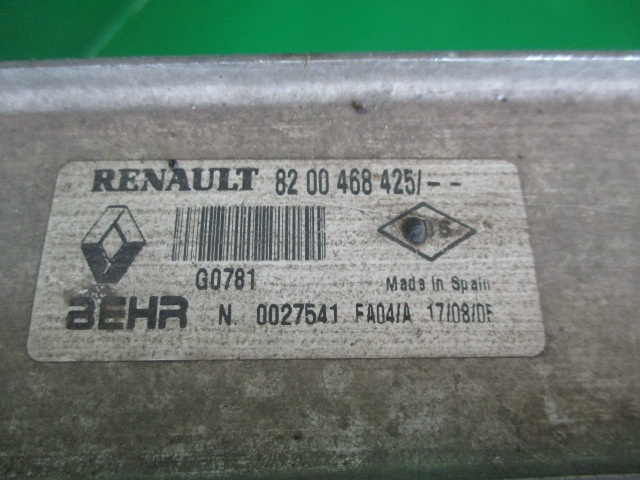 RENAULT 82 00 468 425/--
G0781
Made in Spain
BEHR N 0027541 FA04/A 17/08/05